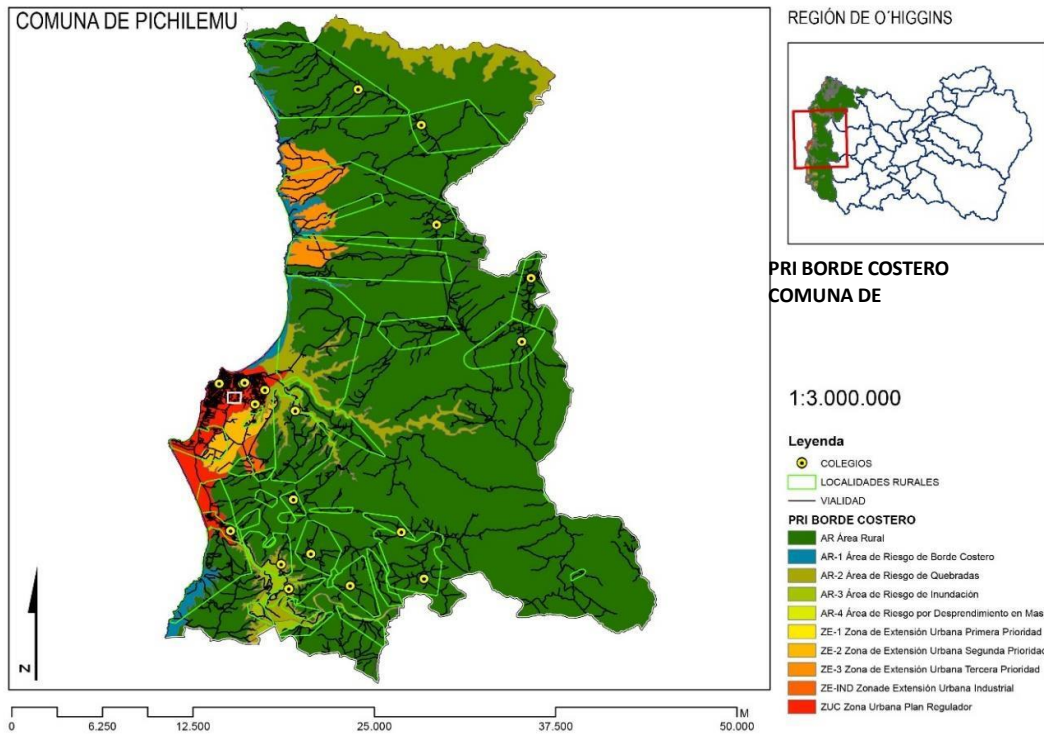 COMUNA DE PICHILEMU
REGIÓN DE O´HIGGINS
PRI BORDE COSTERO
COMUNA DE
1:3.000.000
Leyenda
COLEGIOS
LOCALIDADES RURALES
VIALIDAD
PRI BORDE COSTERO
AR Área Rural
AR-1 Área de Riesgo de Borde Costero
AR-2 Área de Riesgo de Quebradas
AR-3 Área de Riesgo de Inundación
AR-4 Área de Riesgo por Desprendimiento en Mas
ZE-1 Zona de Extensión Urbana Primera Prioridad
ZE-2 Zona de Extensión Urbana Segunda Prioridad
ZE-3 Zona de Extensión Urbana Tercera Prioridad
ZE-IND Zonade Extensión Urbana Industrial
ZUC Zona Urbana Plan Regulador
N
M
0 6.250 12.500 25.000 37.500 50.000